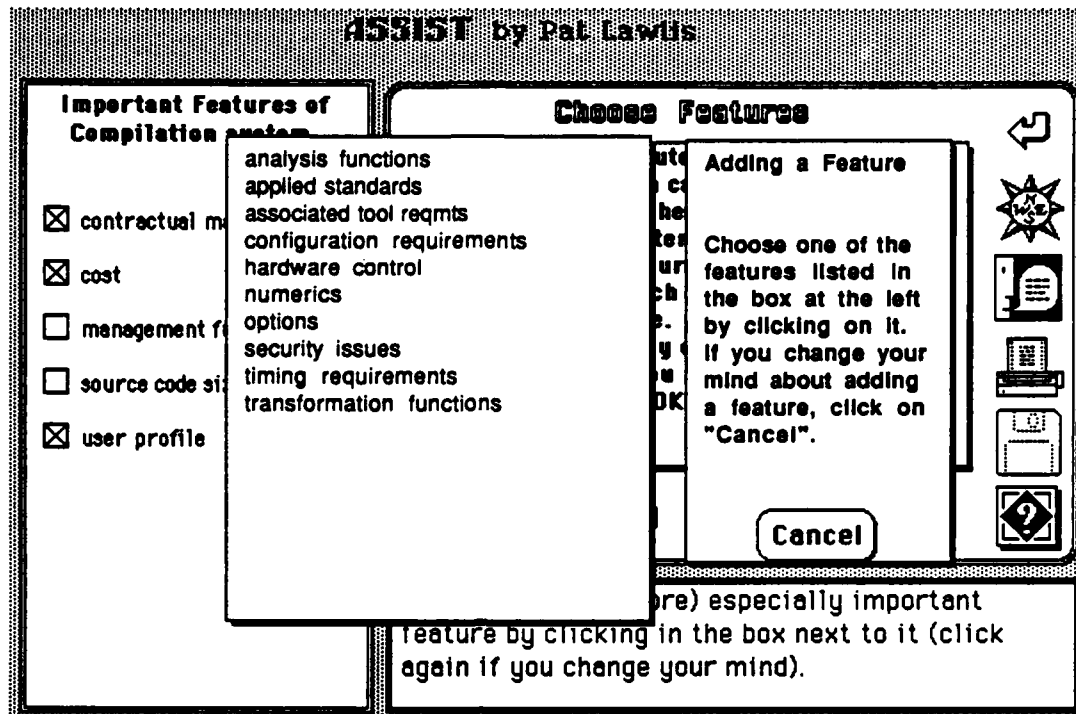 ASSIST by Pat Lawlis
Important Features of
Compilation system
contractual
cost
management
source code
user profile
analysis functions
applied standards
associated tool reqmts
configuration requirements
hardware control
numerics
options
security issues
timing requirements
transformation functions
Choose Features
OK
Adding a Feature
Choose one of the
features listed in
the box at the left
by clicking on it.
If you change your
mind about adding
a feature, click on
"Cancel".
Cancel
N
W S E
?
especially important
feature by clicking in the box next to it (click
again if you change your mind).